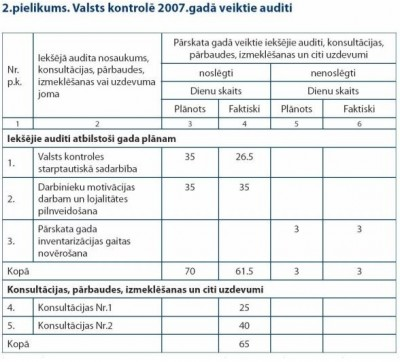 2.pielikums. Valsts kontrolē 2007.gadā veiktie auditi
Nr. p.k.
Iekšējā audita nosaukums, konsultācijas, pārbaudes, izmeklēšanas vai uzdevuma joma
Pārskata gadā veiktie iekšējie auditi, konsultācijas, pārbaudes, izmeklēšanas un citi uzdevumi
noslēgti nenoslēgti
Dienu skaits Dienu skaits
Plānots Faktiski Plānots Faktiski
1 2 3 4 5 6
Iekšējie auditi atbilstoši gada plānam
1. Valsts kontroles starptautiskā sadarbība 35 26.5
2. Darbinieku motivācijas darbam un lojalitātes pilnveidošana 35 35
3. Pārskata gada inventarizācijas gaitas novērošana 3 3
Kopā 70 61.5 3 3
Konsultācijas, pārbaudes, izmeklēšanas un citi uzdevumi
4. Konsultācijas Nr.1 25
5. Konsultācijas Nr.2 40
Kopā 65